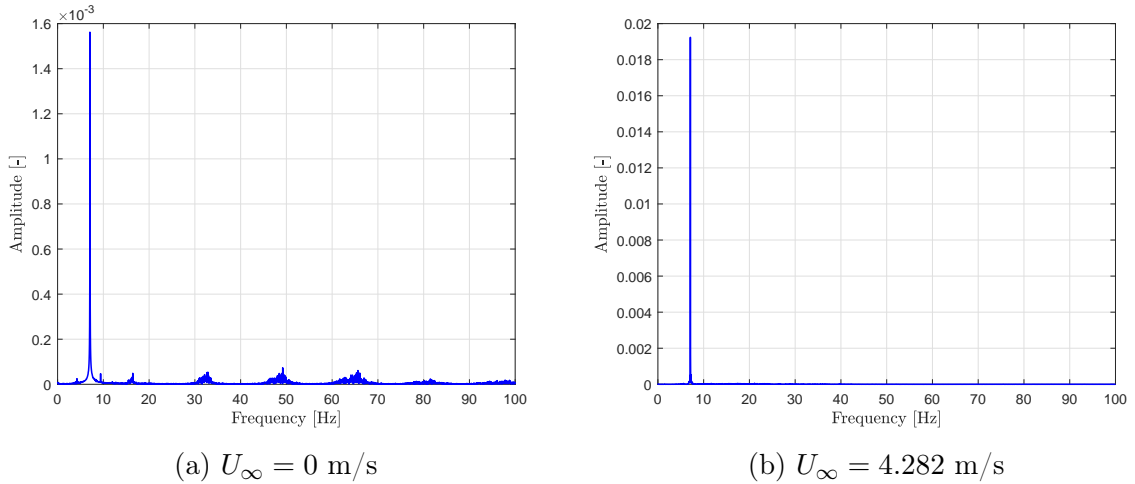 ×10⁻³
1.6
1.4
1.2
1
0.8
0.6
0.4
0.2
0
Amplitude [-]
0 10 20 30 40 50 60 70 80 90 100
Frequency [Hz]
(a) U∞ = 0 m/s
0.02
0.018
0.016
0.014
0.012
0.01
0.008
0.006
0.004
0.002
0
Amplitude [-]
0 10 20 30 40 50 60 70 80 90 100
Frequency [Hz]
(b) U∞ = 4.282 m/s